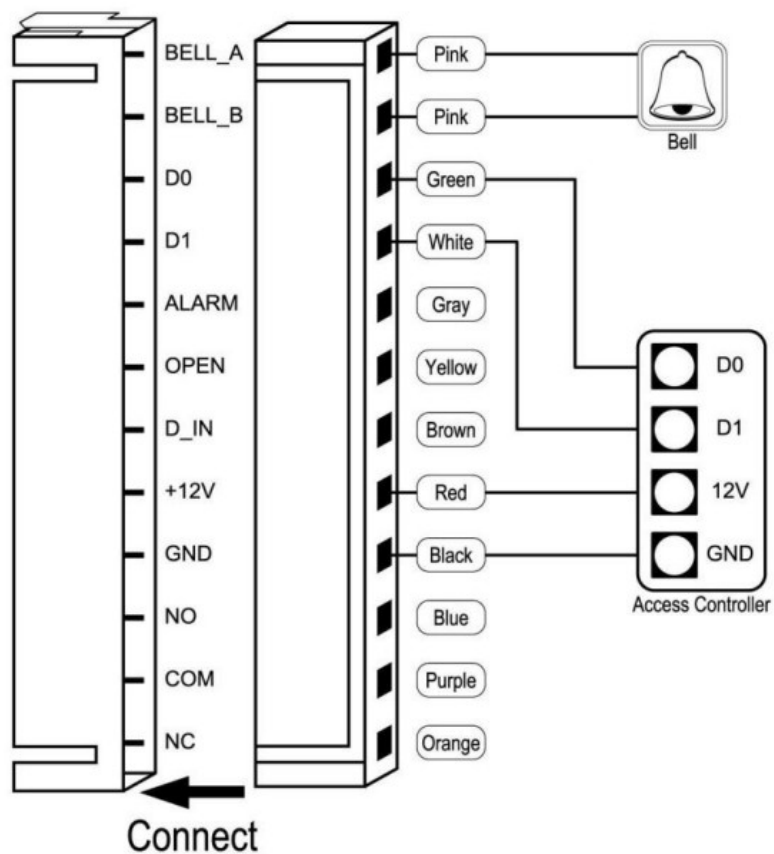 BELL_A Pink
BELL_B Pink
Bell
D0 Green
D1 White
ALARM Gray
OPEN Yellow D0
D_IN Brown D1
+12V Red 12V
GND Black GND
Access Controller
NO Blue
COM Purple
NC Orange
Connect